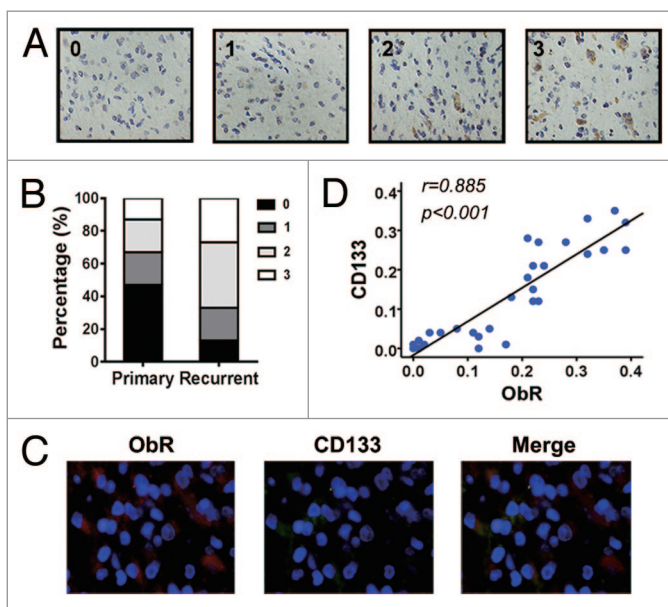 A
0
1
2
3
B
100
80
60
40
20
0
Percentage (%)
Primary Recurrent
0
1
2
3
D
r=0.885
p<0.001
0.4
0.3
0.2
0.1
0.0
CD133
0.0 0.1 0.2 0.3 0.4
ObR
C
ObR CD133 Merge